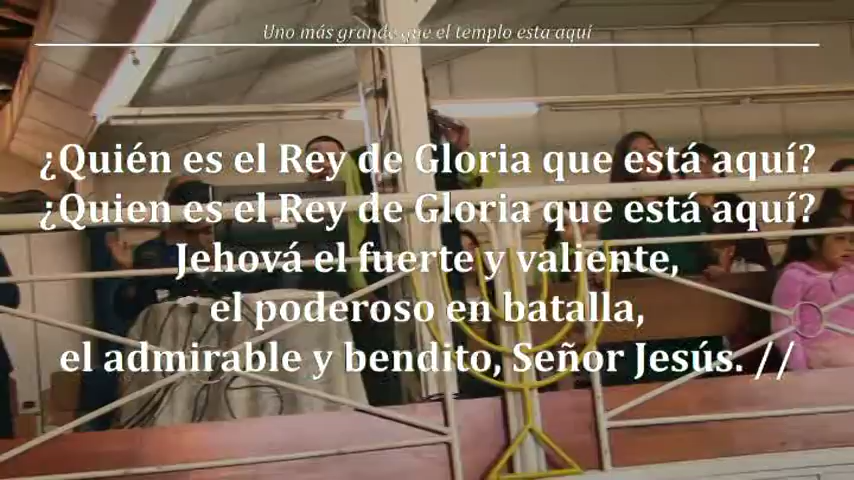 Uno más grande que el templo esta aquí
¿Quién es el Rey de Gloria que está aquí?
¿Quien es el Rey de Gloria que está aquí?
Jehová el fuerte y valiente,
el poderoso en batalla,
el admirable y bendito, Señor Jesús. //